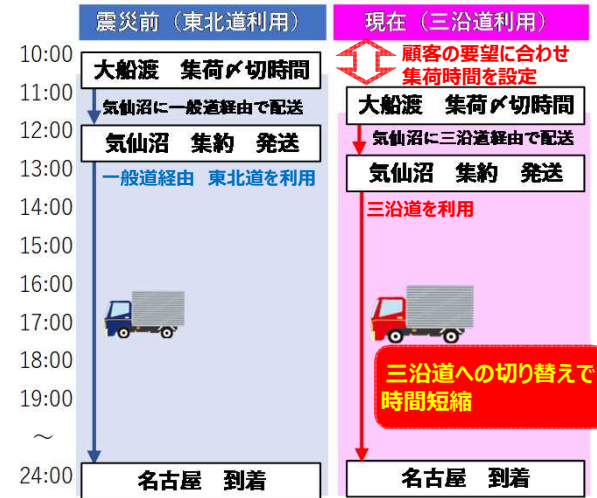 震災前（東北道利用）
現在（三沿道利用）
10:00
11:00
12:00
13:00
14:00
15:00
16:00
17:00
18:00
19:00
～
24:00
大船渡　集荷〆切時間
気仙沼に一般道経由で配送
気仙沼　集約　発送
一般道経由　東北道を利用
名古屋　到着
顧客の要望に合わせ
集荷時間を設定
大船渡　集荷〆切時間
気仙沼に三沿道経由で配送
気仙沼　集約　発送
三沿道を利用
三沿道への切り替えで
時間短縮
名古屋　到着